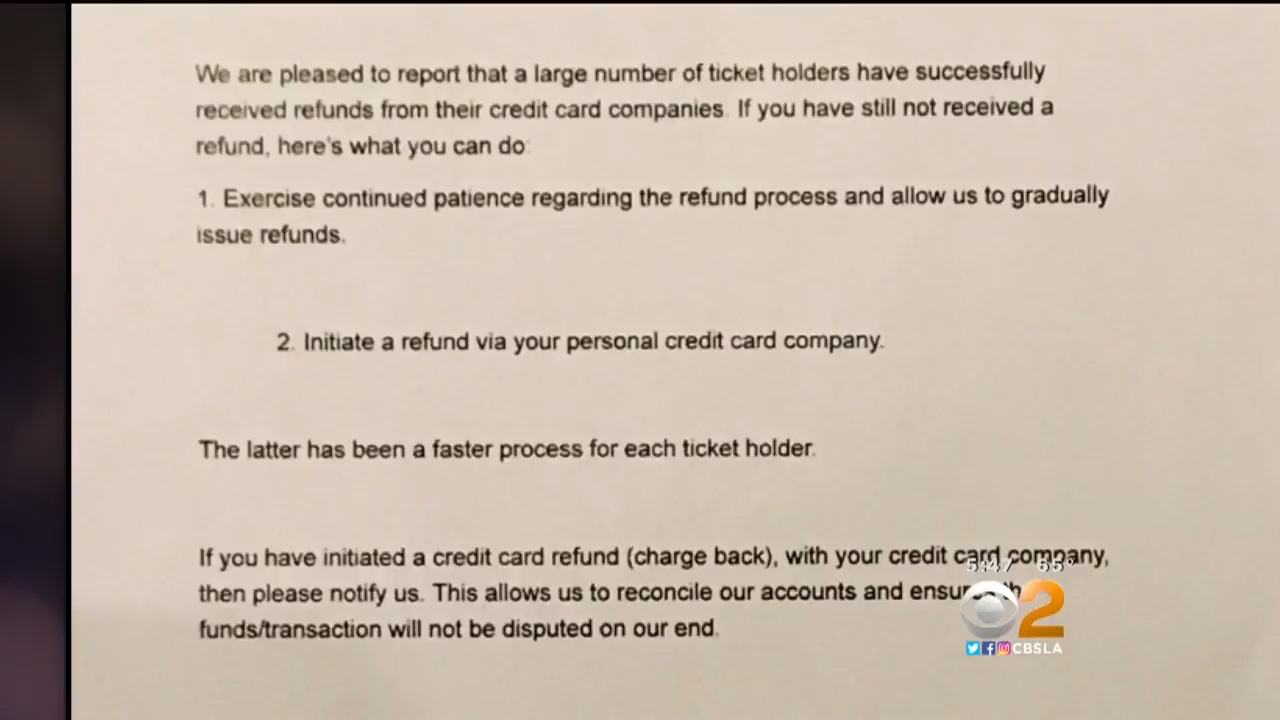 We are pleased to report that a large number of ticket holders have successfully
received refunds from their credit card companies. If you have still not received a
refund, here's what you can do:
1. Exercise continued patience regarding the refund process and allow us to gradually
issue refunds.
2. Initiate a refund via your personal credit card company.
The latter has been a faster process for each ticket holder.
If you have initiated a credit card refund (charge back), with your credit card company,
then please notify us. This allows us to reconcile our accounts and
funds/transaction will not be disputed on our end.
5:47 65°
2
CBSLA